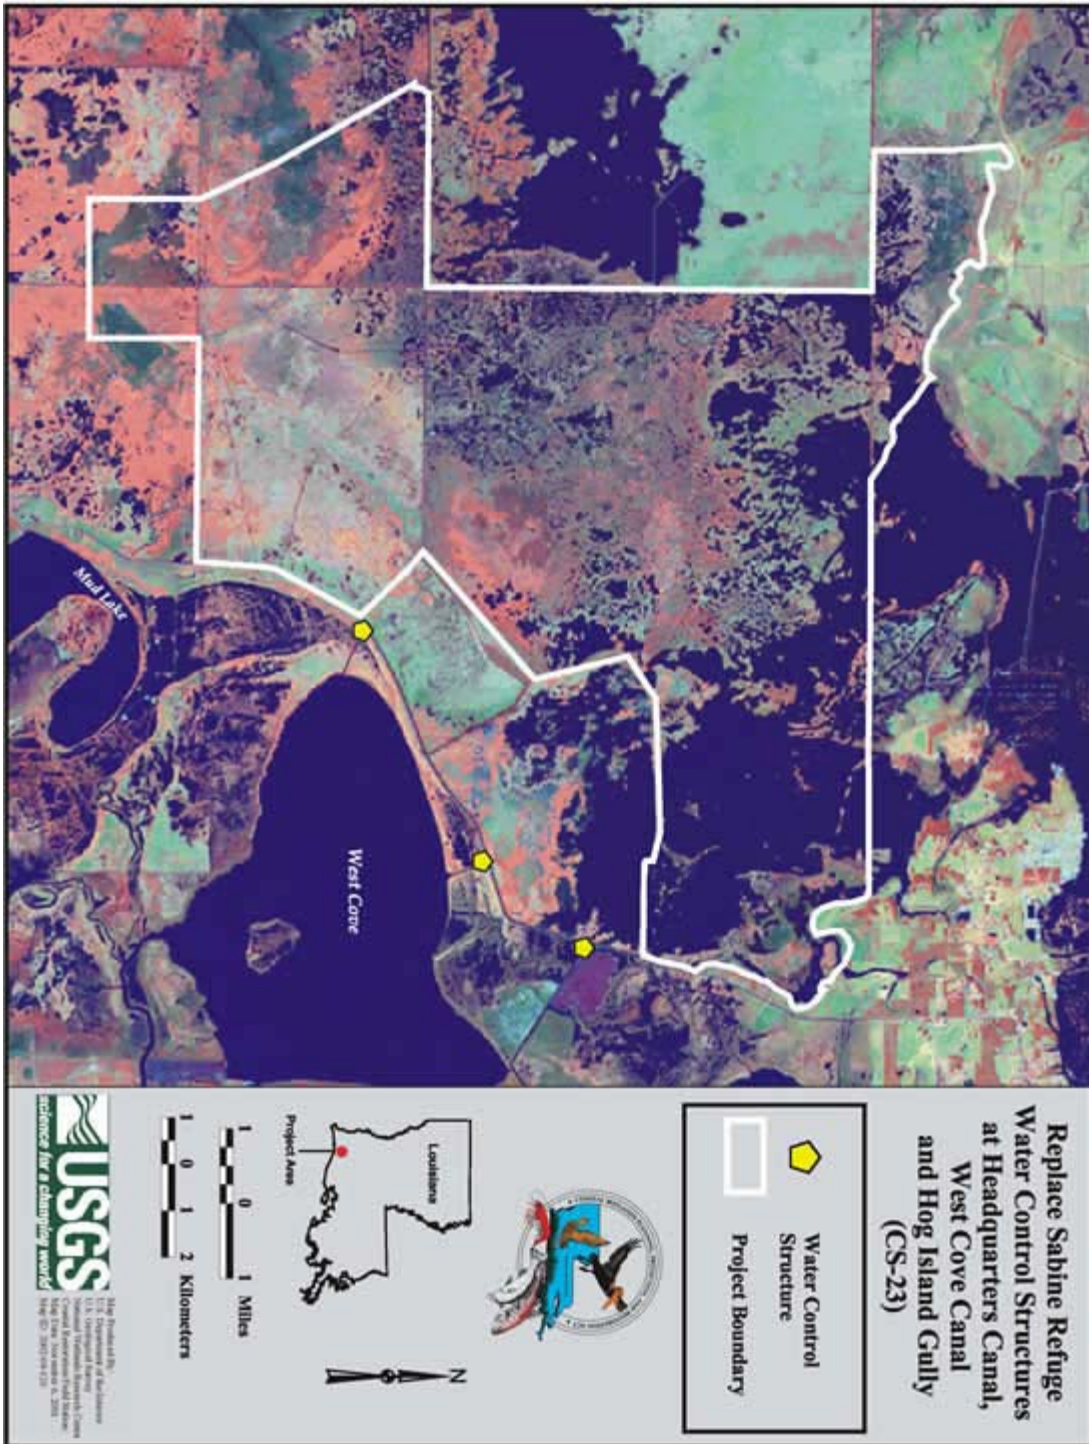 Replace Sabine Refuge
Water Control Structures
at Headquarters Canal,
West Cove Canal
and Hog Island Gully
(CS-23)
Water Control
Structure
Project Boundary
Louisiana
Project Area
1 0 1 Miles
1 0 1 2 Kilometers
N
USGS
science for a changing world
Map Produced By:
U.S. Department of the Interior
U.S. Geological Survey
National Wetlands Research Center
Coastal Restoration Field Station
Mud Lake
West Cove